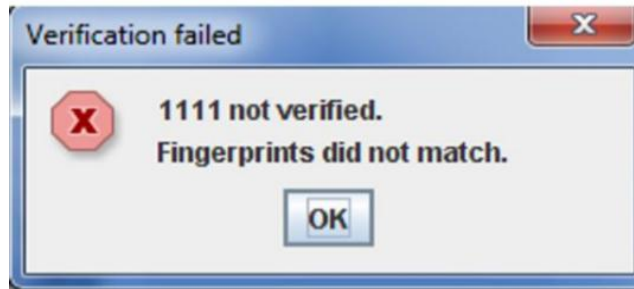 Verification failed
1111 not verified.
Fingerprints did not match.
OK